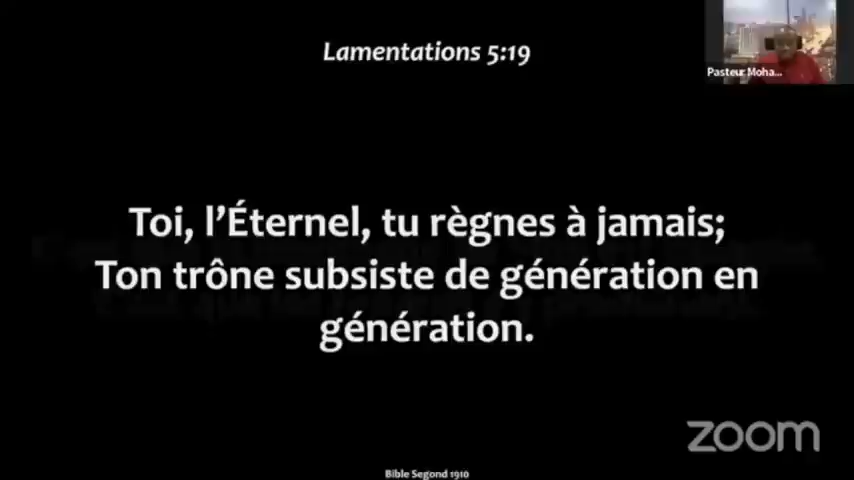 Lamentations 5:19
Pasteur Moha...
Toi, l’Éternel, tu règnes à jamais;
Ton trône subsiste de génération en
génération.
zoom
Bible Segond 1910